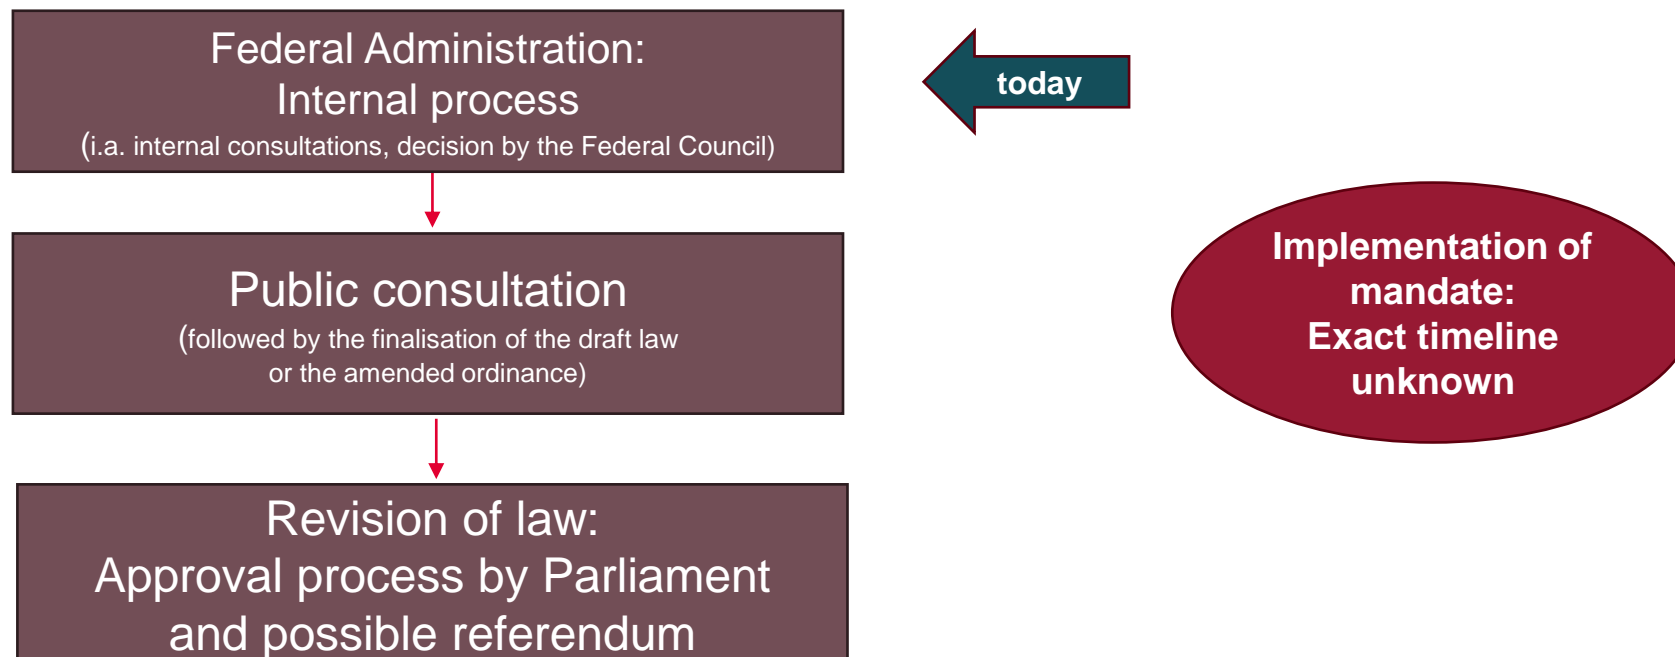 Federal Administration:
Internal process
(i.a. internal consultations, decision by the Federal Council)
today
Public consultation
(followed by the finalisation of the draft law
or the amended ordinance)
Implementation of
mandate:
Exact timeline
unknown
Revision of law:
Approval process by Parliament
and possible referendum